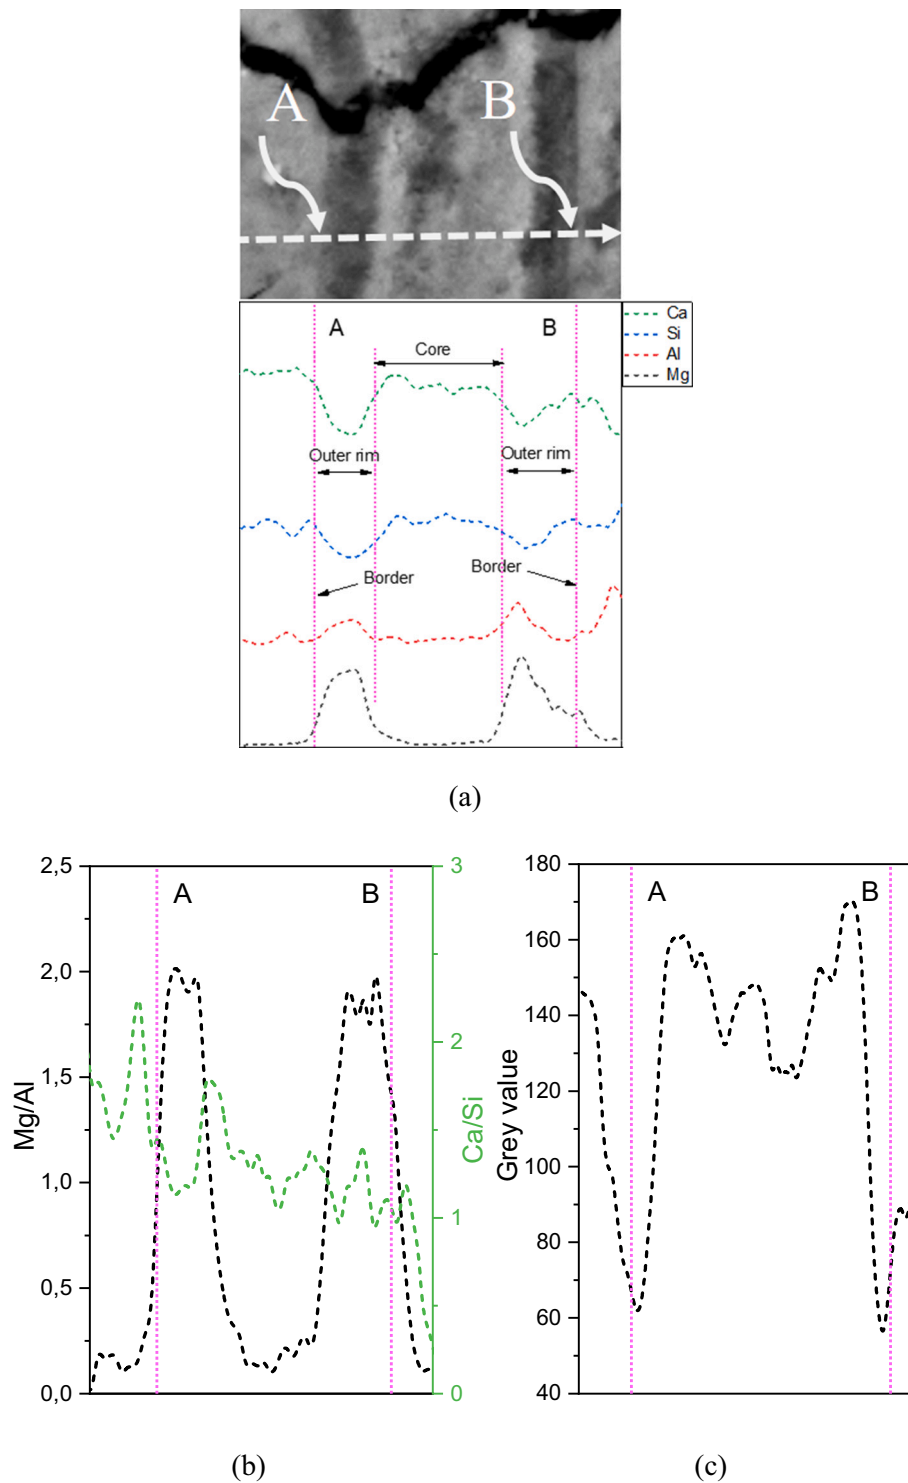 A
B
A
B
Ca
Si
Al
Mg
Core
Outer rim
Outer rim
Border
Border
(a)
2,5
2,0
1,5
1,0
0,5
0,0
Mg/Al
A
B
3
2
1
0
Ca/Si
(b)
180
160
140
120
100
80
60
40
Grey value
A
B
(c)